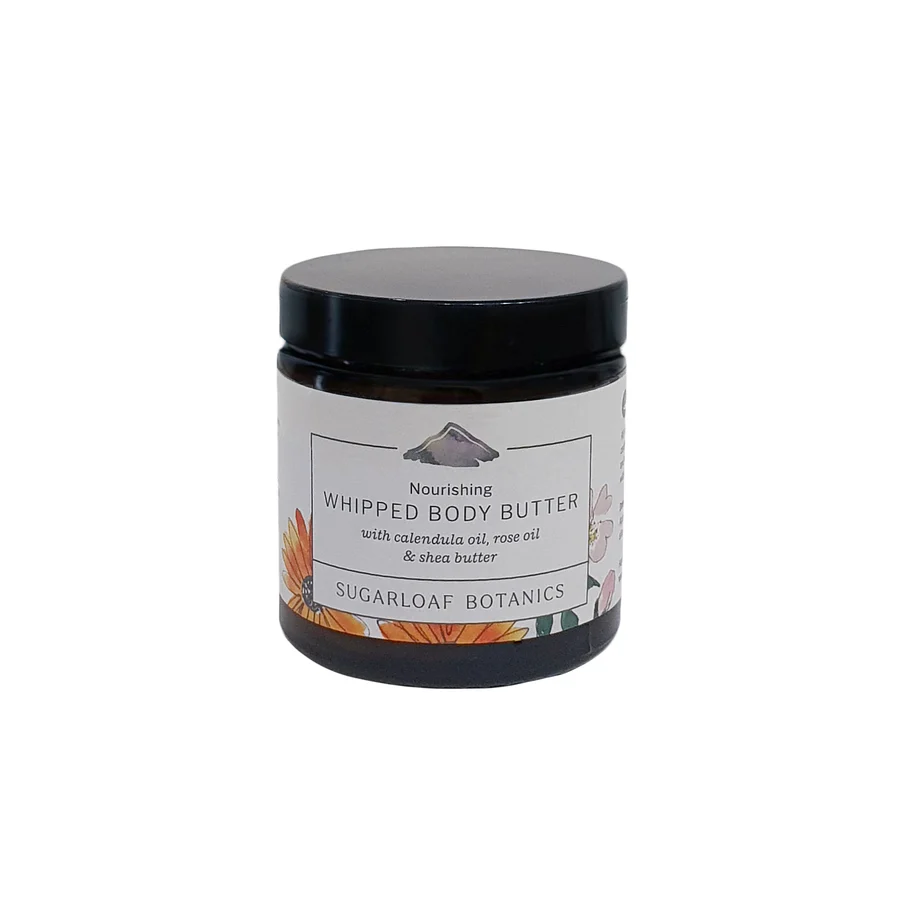 Nourishing
WHIPPED BODY BUTTER
with calendula oil, rose oil
& shea butter
SUGARLOAF BOTANICS